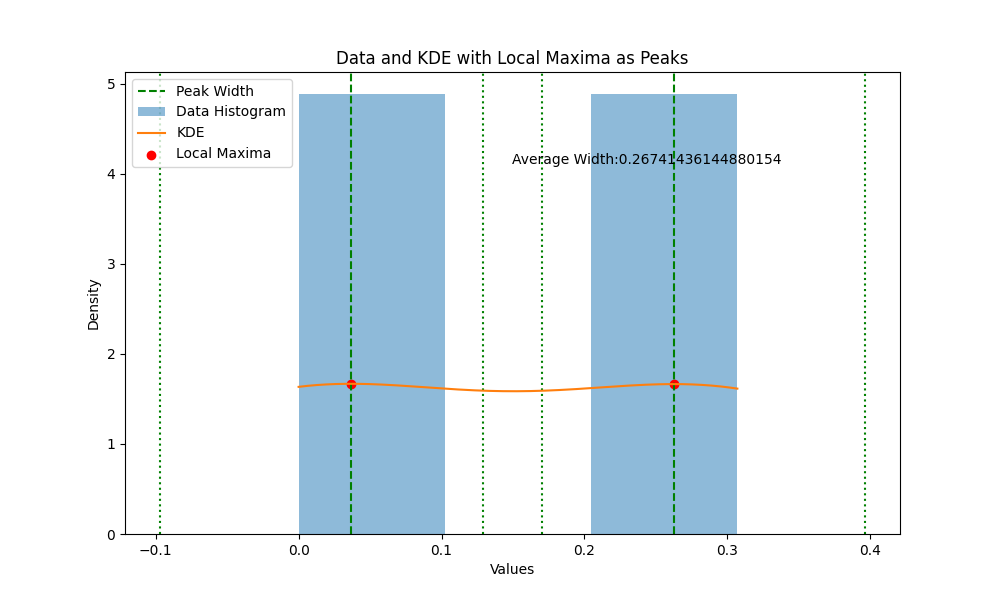 Data and KDE with Local Maxima as Peaks
Peak Width
Data Histogram
KDE
Local Maxima
Average Width:0.26741436144880154
5
4
3
2
1
0
Density
−0.1 0.0 0.1 0.2 0.3 0.4
Values